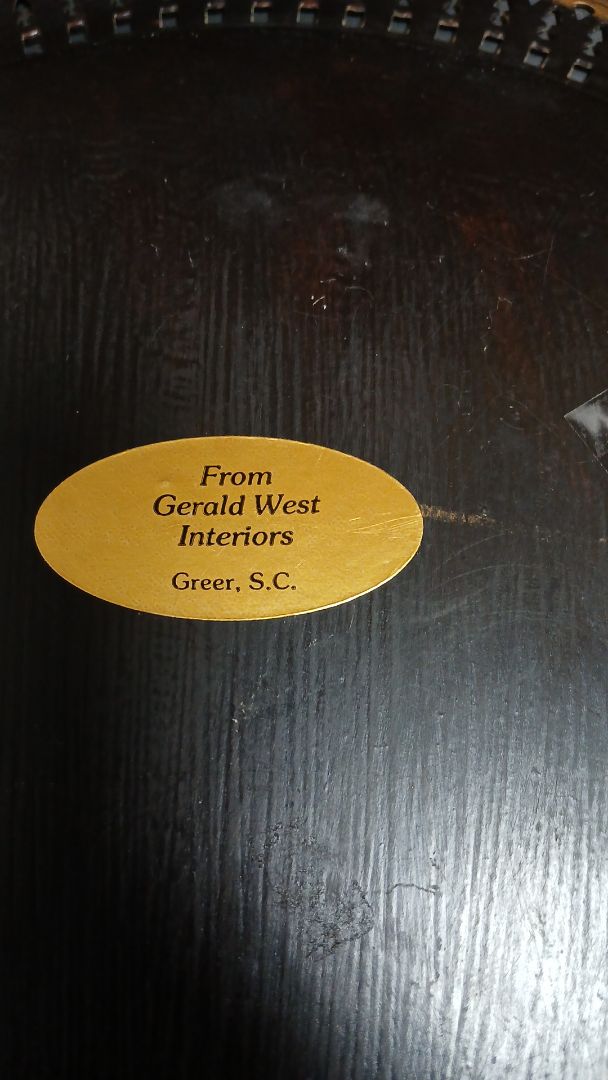 From
Gerald West
Interiors
Greer, S.C.